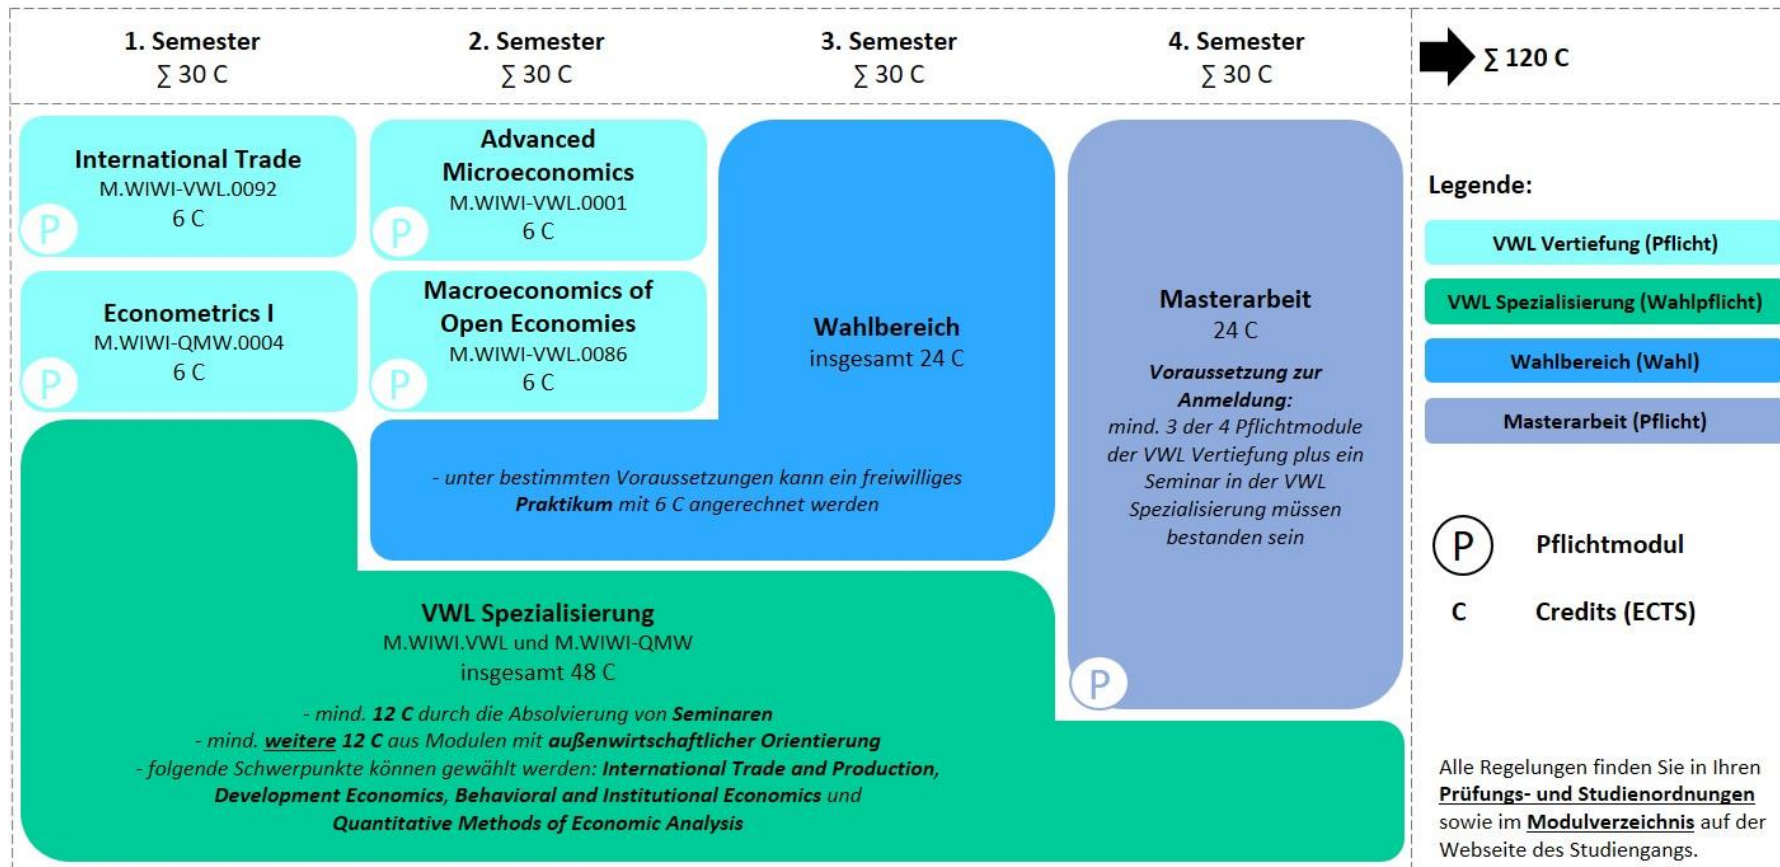 1. Semester
∑ 30 C
2. Semester
∑ 30 C
3. Semester
∑ 30 C
4. Semester
∑ 30 C
∑ 120 C
International Trade
M.WIWI-VWL.0092
6 C
P
Econometrics I
M.WIWI-QMW.0004
6 C
P
Advanced
Microeconomics
M.WIWI-VWL.0001
6 C
P
Macroeconomics of
Open Economies
M.WIWI-VWL.0086
6 C
P
Wahlbereich
insgesamt 24 C
- unter bestimmten Voraussetzungen kann ein freiwilliges
Praktikum mit 6 C angerechnet werden
Masterarbeit
24 C
Voraussetzung zur
Anmeldung:
mind. 3 der 4 Pflichtmodule
der VWL Vertiefung plus ein
Seminar in der VWL
Spezialisierung müssen
bestanden sein
P
VWL Spezialisierung
M.WIWI.VWL und M.WIWI-QMW
insgesamt 48 C
- mind. 12 C durch die Absolvierung von Seminaren
- mind. weitere 12 C aus Modulen mit außenwirtschaftlicher Orientierung
- folgende Schwerpunkte können gewählt werden: International Trade and Production,
Development Economics, Behavioral and Institutional Economics und
Quantitative Methods of Economic Analysis
Legende:
VWL Vertiefung (Pflicht)
VWL Spezialisierung (Wahlpflicht)
Wahlbereich (Wahl)
Masterarbeit (Pflicht)
P Pflichtmodul
C Credits (ECTS)
Alle Regelungen finden Sie in Ihren
Prüfungs- und Studienordnungen
sowie im Modulverzeichnis auf der
Webseite des Studiengangs.